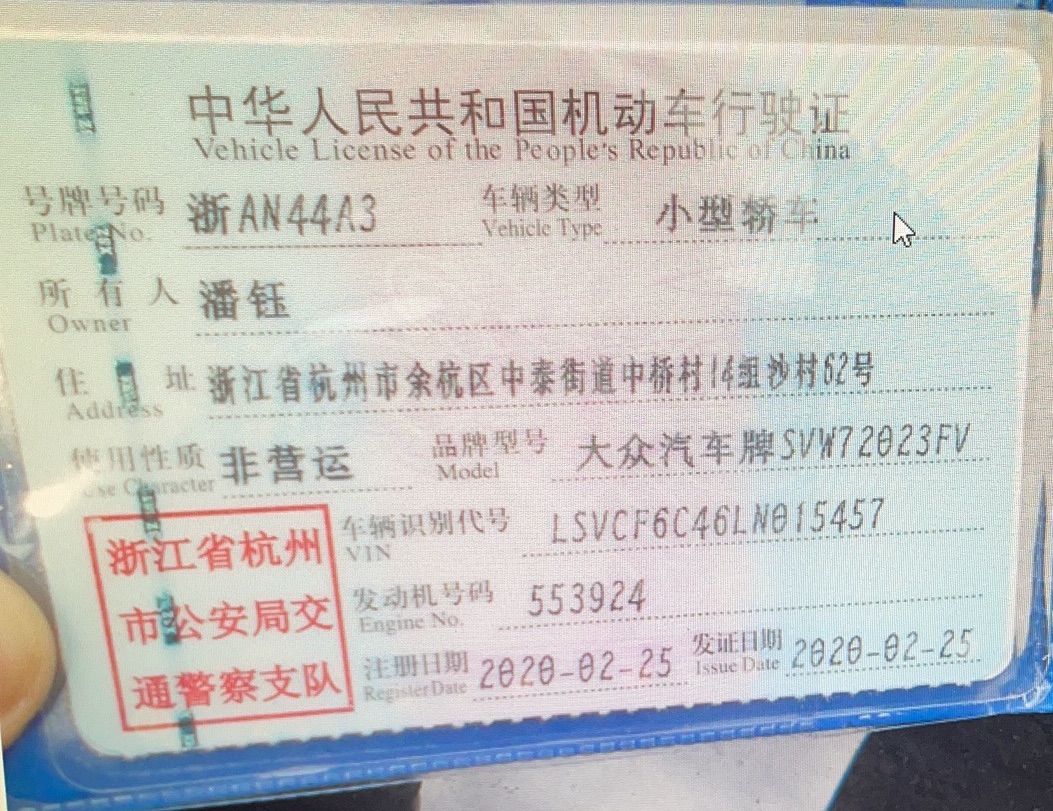 中华人民共和国机动车行驶证
Vehicle License of the People's Republic of China
号牌号码 浙AN44A3 车辆类型 小型轿车
Plate No. Vehicle Type
所有人 潘钰
Owner
住址 浙江省杭州市余杭区中泰街道中桥村14组沙村62号
Address
使用性质 非营运 品牌型号 大众汽车牌SVW72023FV
Use Character Model
浙江省杭州
市公安局交
通警察支队
车辆识别代号 LSVCF6C46LN015457
VIN
发动机号码 553924
Engine No.
注册日期 2020-02-25 发证日期 2020-02-25
Register Date Issue Date